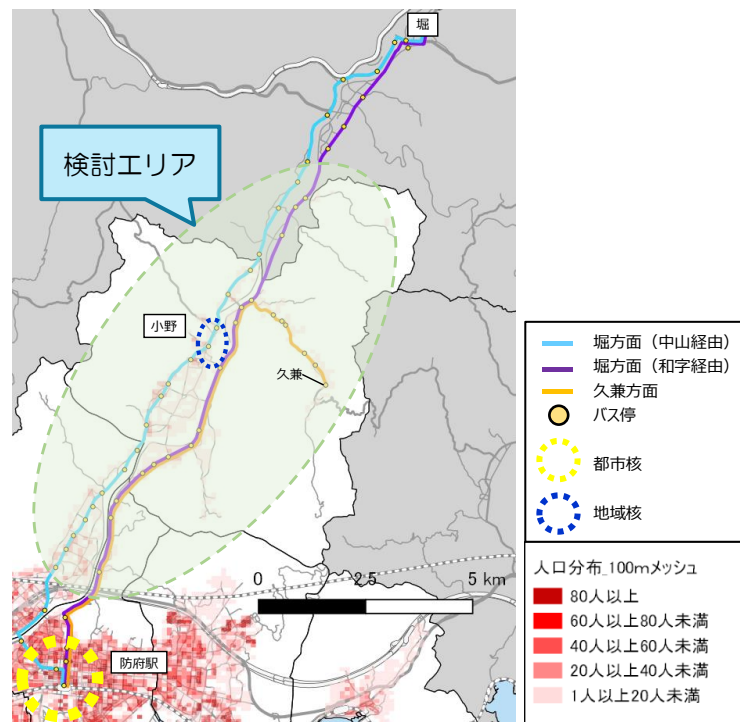 堀
検討エリア
小野
久兼
0 2.5 5 km
防府駅
堀方面（中山経由）
堀方面（和字経由）
久兼方面
バス停
都市核
地域核
人口分布_100mメッシュ
80人以上
60人以上80人未満
40人以上60人未満
20人以上40人未満
1人以上20人未満